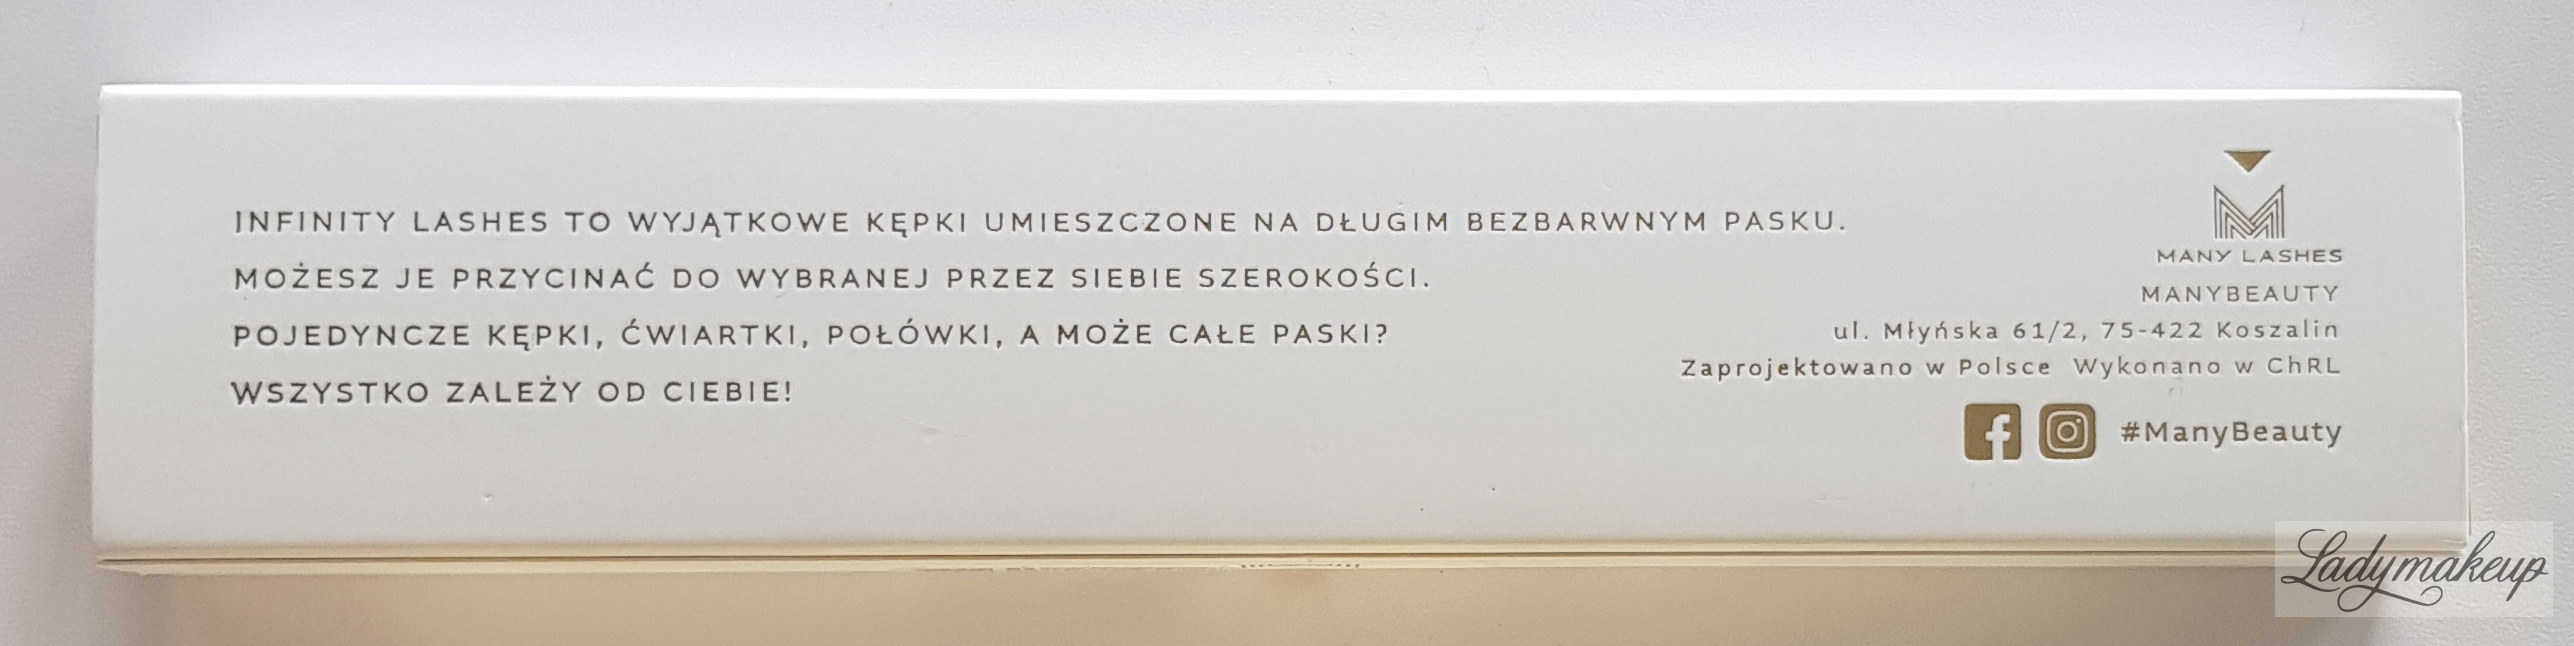 INFINITY LASHES TO WYJĄTKOWE KĘPKI UMIESZCZONE NA DŁUGIM BEZBARWNYM PASKU.
MOŻESZ JE PRZYCINAĆ DO WYBRANEJ PRZEZ SIEBIE SZEROKOŚCI.
POJEDYNCZE KĘPKI, ĆWIARTKI, POŁÓWKI, A MOŻE CAŁE PASKI?
WSZYSTKO ZALEŻY OD CIEBIE!
MANY LASHES
MANYBEAUTY
ul. Młyńska 61/2, 75-422 Koszalin
Zaprojektowano w Polsce Wykonano w ChRL
#ManyBeauty
Ladymakeup